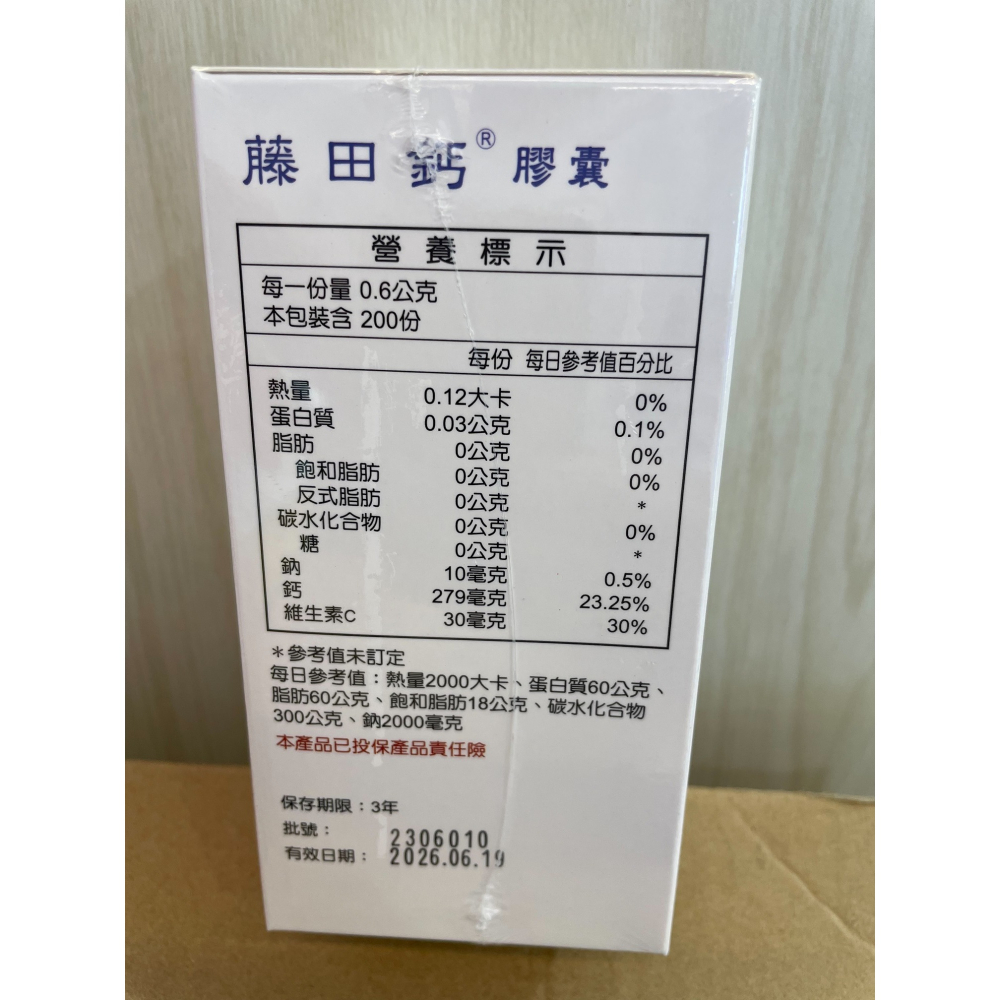 藤田鈣®膠囊
營養標示
每一份量 0.6公克
本包裝含 200份
每份 每日參考值百分比
熱量 0.12大卡 0%
蛋白質 0.03公克 0.1%
脂肪 0公克 0%
飽和脂肪 0公克 0%
反式脂肪 0公克 *
碳水化合物 0公克 0%
糖 0公克 *
鈉 10毫克 0.5%
鈣 279毫克 23.25%
維生素C 30毫克 30%
*參考值未訂定
每日參考值：熱量2000大卡、蛋白質60公克、
脂肪60公克、飽和脂肪18公克、碳水化合物
300公克、鈉2000毫克
本產品已投保產品責任險
保存期限：3年
批號：2306010
有效日期：2026.06.19